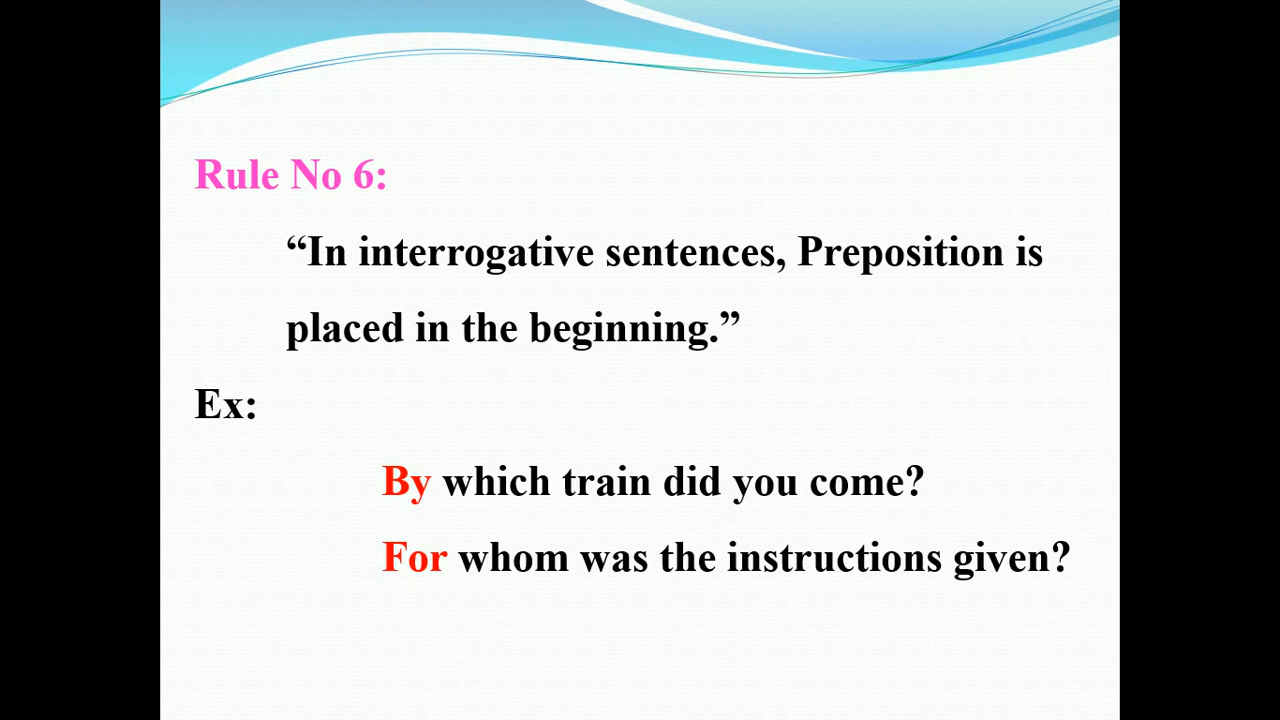 Rule No 6:
“In interrogative sentences, Preposition is
placed in the beginning.”
Ex:
By which train did you come?
For whom was the instructions given?